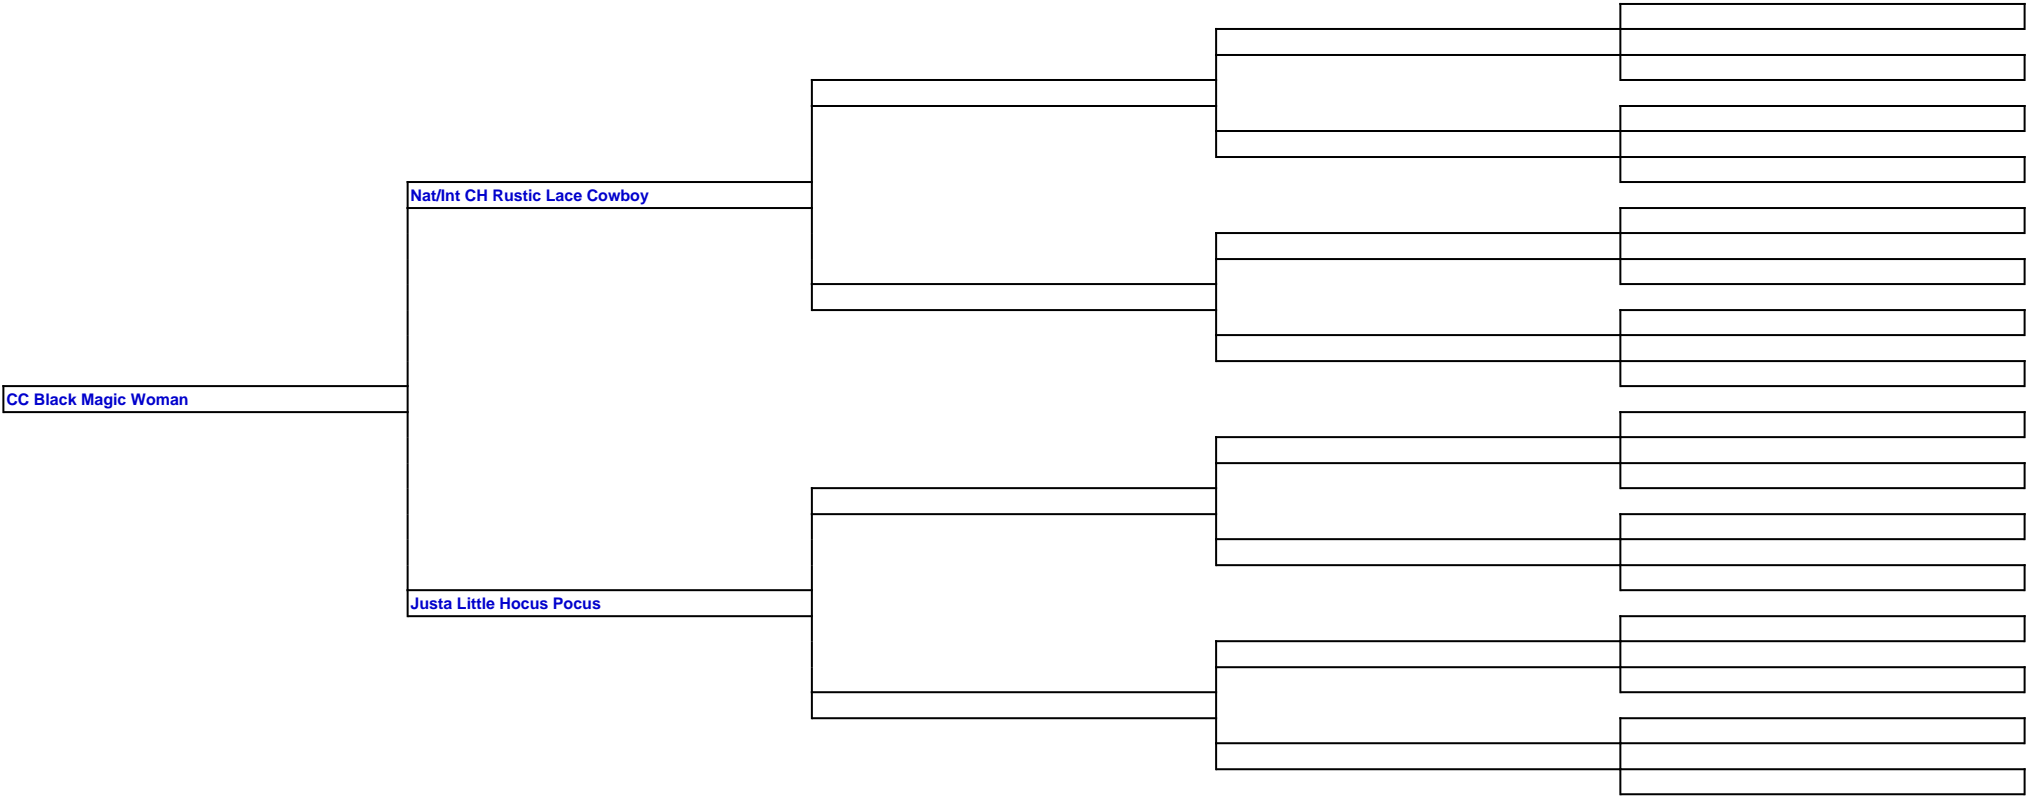 Nat/Int CH Rustic Lace Cowboy
CC Black Magic Woman
Justa Little Hocus Pocus